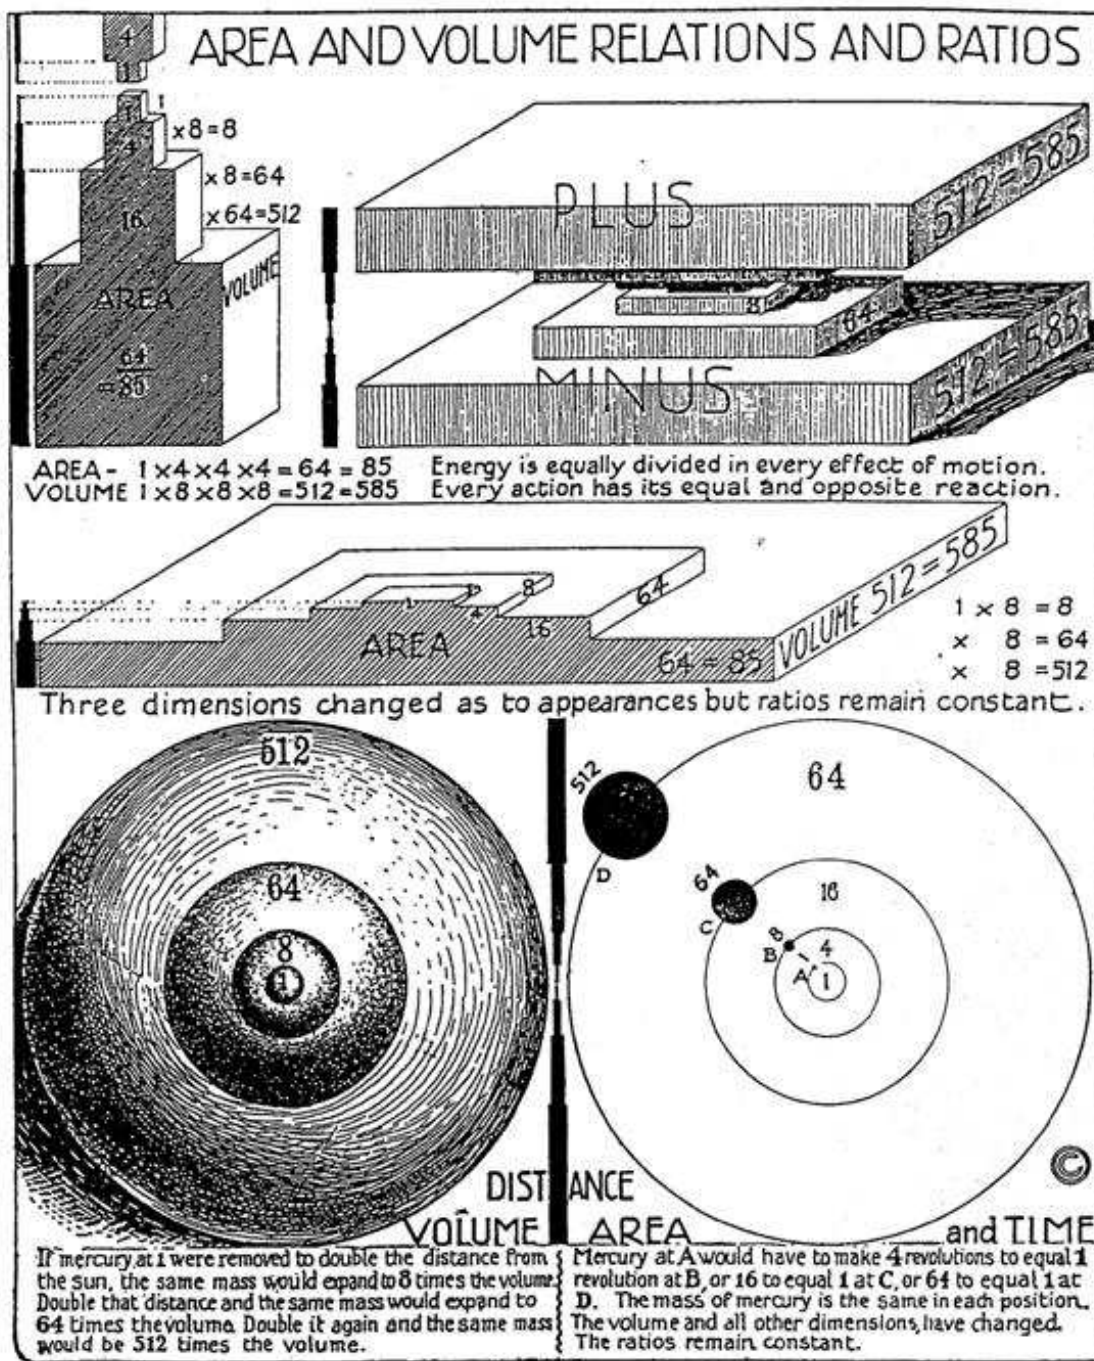 AREA AND VOLUME RELATIONS AND RATIOS
4
1
1
1
×8=8
4
×8=64
16
×64=512
AREA
VOLUME
=64
85
PLUS
512=585
8
64
MINUS
512=585
AREA- 1×4×4×4=64=85
VOLUME 1×8×8×8=512=585
Energy is equally divided in every effect of motion.
Every action has its equal and opposite reaction.
1
1
8
64
4
16
AREA
64=85
VOLUME 512=585
1 × 8 = 8
× 8 = 64
× 8 = 512
Three dimensions changed as to appearances but ratios remain constant.
512
64
8
1
64
512
D
64
16
C
8
B
4
A
1
©
DISTANCE
VOLUME AREA and TIME
If mercury at 1 were removed to double the distance from
the sun, the same mass would expand to 8 times the volume.
Double that distance and the same mass would expand to
64 times the volume. Double it again and the same mass
would be 512 times the volume.
Mercury at A would have to make 4 revolutions to equal 1
revolution at B, or 16 to equal 1 at C, or 64 to equal 1 at
D. The mass of mercury is the same in each position.
The volume and all other dimensions, have changed.
The ratios remain constant.